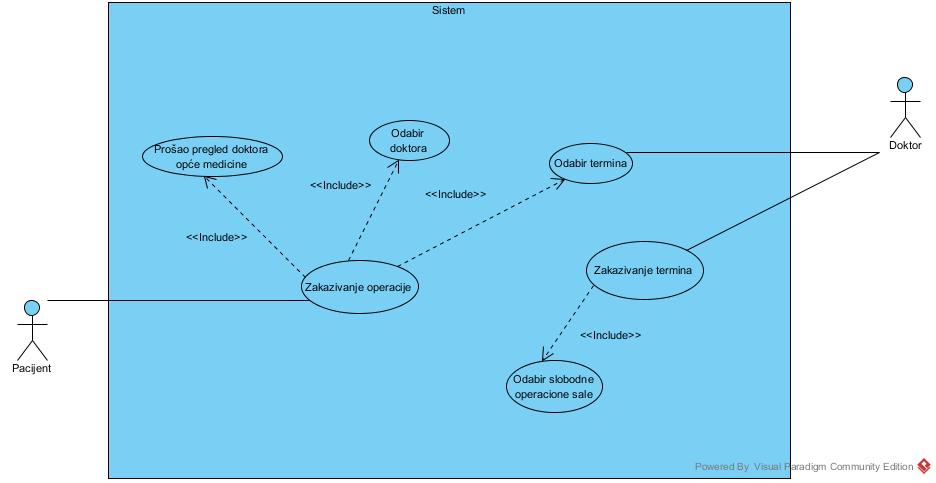 Sistem
Doktor
Odabir
doktora
Prošao pregled doktora
opće medicine
Odabir termina
<<Include>>
<<Include>>
<<Include>>
Zakazivanje termina
Zakazivanje operacije
<<Include>>
Pacijent
Odabir slobodne
operacione sale
Powered By Visual Paradigm Community Edition